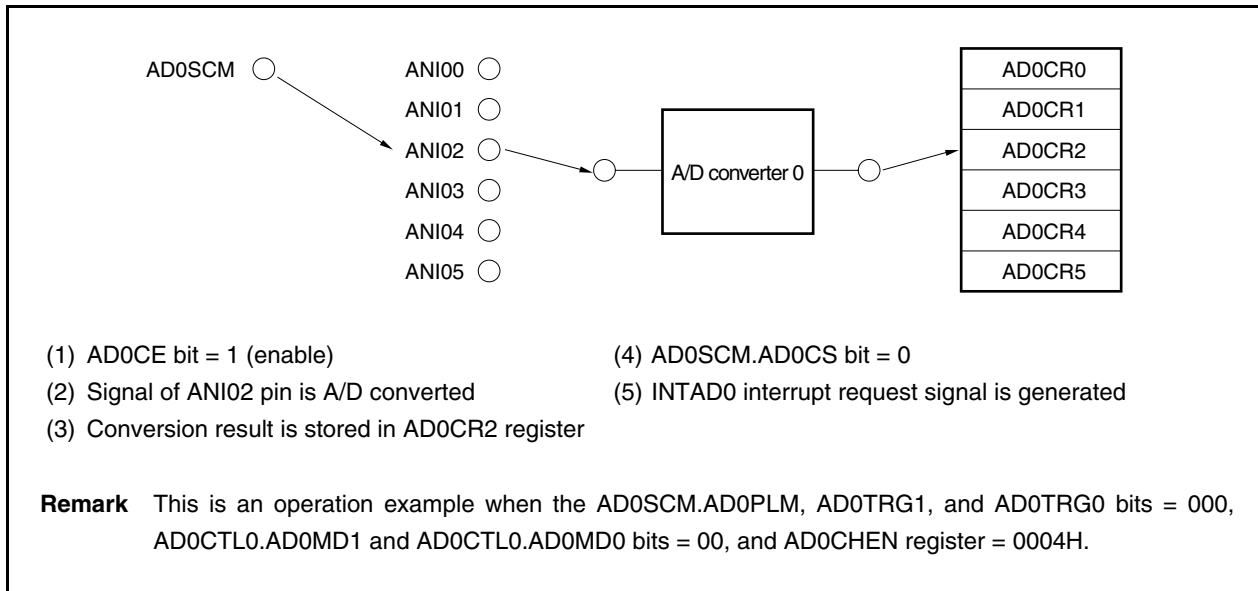 AD0SCM
ANI00
ANI01
ANI02
ANI03
ANI04
ANI05
A/D converter 0
AD0CR0
AD0CR1
AD0CR2
AD0CR3
AD0CR4
AD0CR5
(1) AD0CE bit = 1 (enable)
(2) Signal of ANI02 pin is A/D converted
(3) Conversion result is stored in AD0CR2 register
(4) AD0SCM.AD0CS bit = 0
(5) INTAD0 interrupt request signal is generated
Remark This is an operation example when the AD0SCM.AD0PLM, AD0TRG1, and AD0TRG0 bits = 000,
AD0CTL0.AD0MD1 and AD0CTL0.AD0MD0 bits = 00, and AD0CHEN register = 0004H.